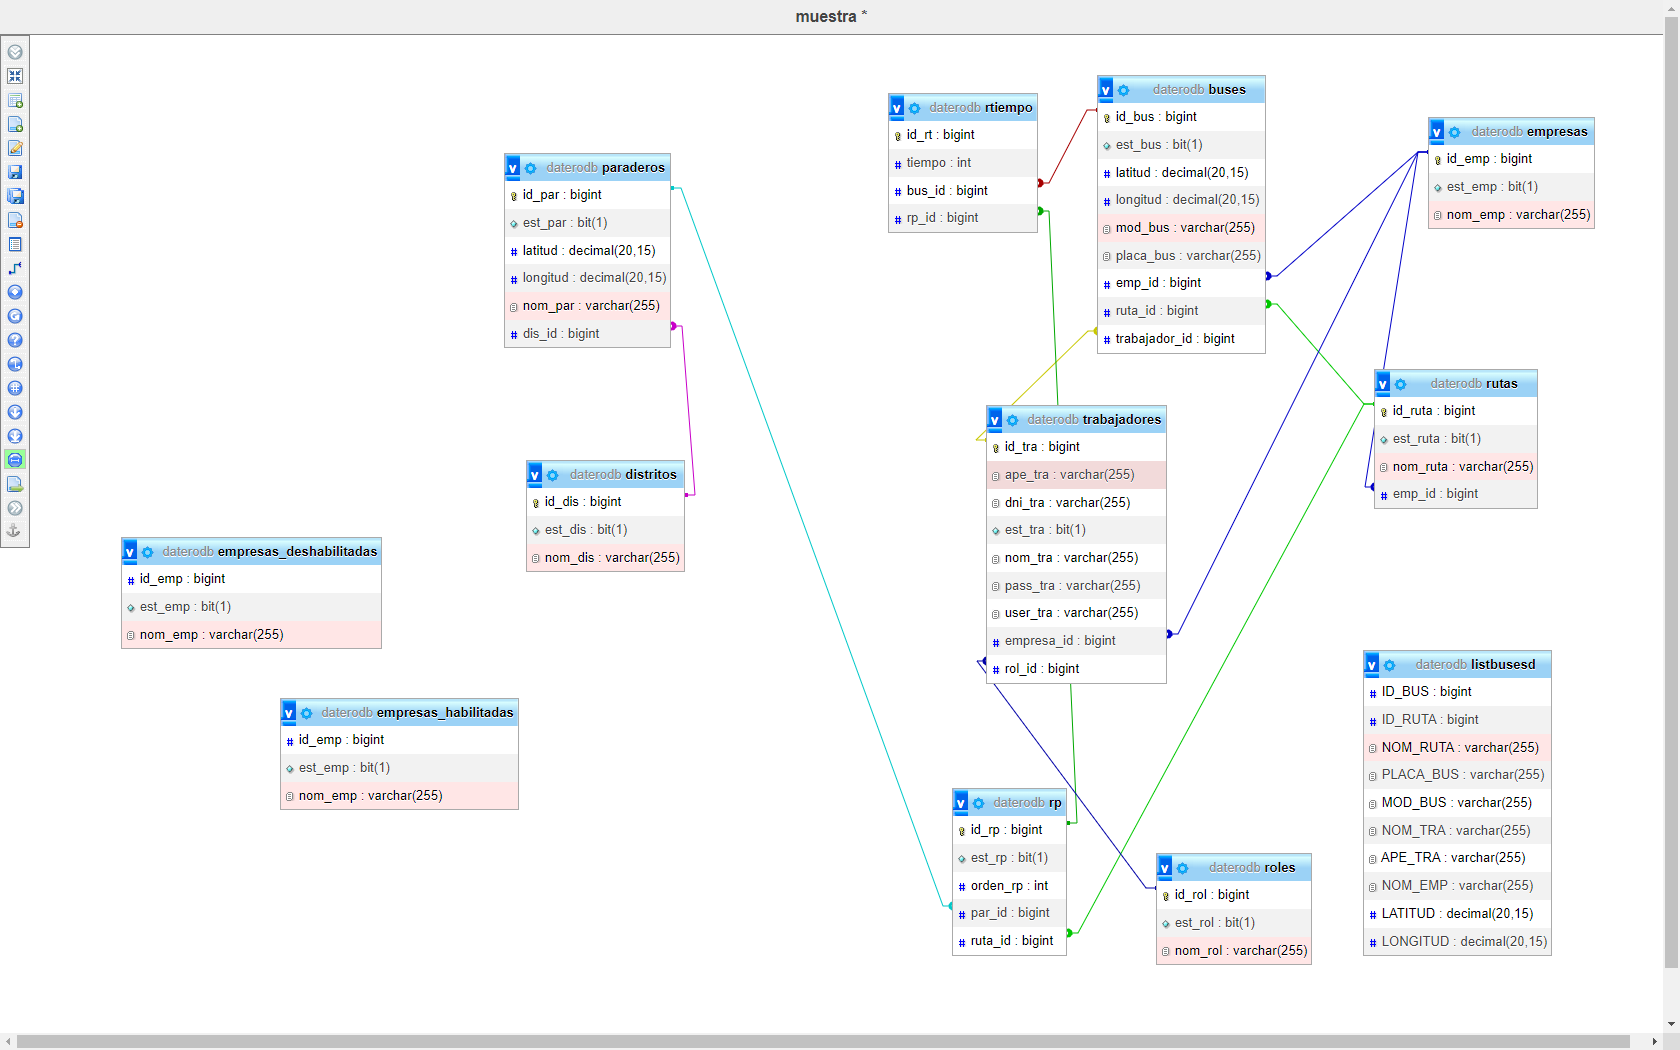 muestra *
daterodb rtiempo
id_rt : bigint
tiempo : int
bus_id : bigint
rp_id : bigint
daterodb buses
id_bus : bigint
est_bus : bit(1)
latitud : decimal(20,15)
longitud : decimal(20,15)
mod_bus : varchar(255)
placa_bus : varchar(255)
emp_id : bigint
ruta_id : bigint
trabajador_id : bigint
daterodb empresas
id_emp : bigint
est_emp : bit(1)
nom_emp : varchar(255)
daterodb paraderos
id_par : bigint
est_par : bit(1)
latitud : decimal(20,15)
longitud : decimal(20,15)
nom_par : varchar(255)
dis_id : bigint
daterodb rutas
id_ruta : bigint
est_ruta : bit(1)
nom_ruta : varchar(255)
emp_id : bigint
daterodb trabajadores
id_tra : bigint
ape_tra : varchar(255)
dni_tra : varchar(255)
est_tra : bit(1)
nom_tra : varchar(255)
pass_tra : varchar(255)
user_tra : varchar(255)
empresa_id : bigint
rol_id : bigint
daterodb distritos
id_dis : bigint
est_dis : bit(1)
nom_dis : varchar(255)
daterodb empresas_deshabilitadas
id_emp : bigint
est_emp : bit(1)
nom_emp : varchar(255)
daterodb empresas_habilitadas
id_emp : bigint
est_emp : bit(1)
nom_emp : varchar(255)
daterodb listbusesd
ID_BUS : bigint
ID_RUTA : bigint
NOM_RUTA : varchar(255)
PLACA_BUS : varchar(255)
MOD_BUS : varchar(255)
NOM_TRA : varchar(255)
APE_TRA : varchar(255)
NOM_EMP : varchar(255)
LATITUD : decimal(20,15)
LONGITUD : decimal(20,15)
daterodb rp
id_rp : bigint
est_rp : bit(1)
orden_rp : int
par_id : bigint
ruta_id : bigint
daterodb roles
id_rol : bigint
est_rol : bit(1)
nom_rol : varchar(255)